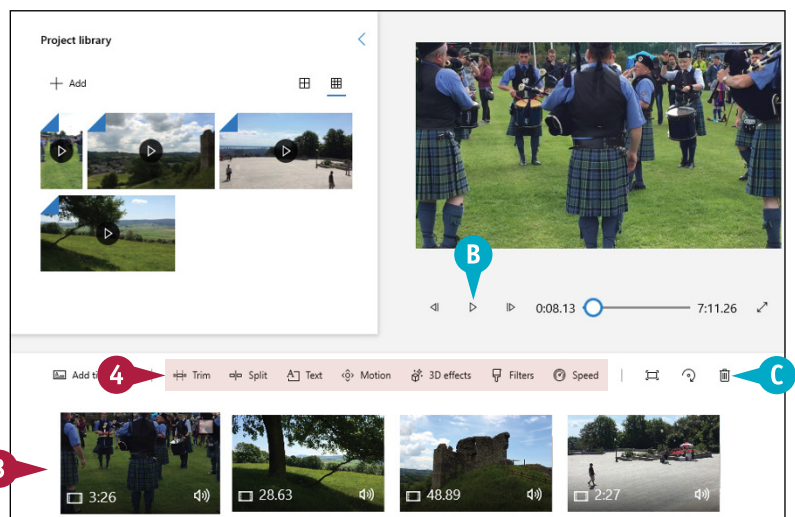 Project library
+ Add
B
0:08.13
7:11.26
Add ti
4
Trim
Split
Text
Motion
3D effects
Filters
Speed
C
3
3:26
28.63
48.89
2:27